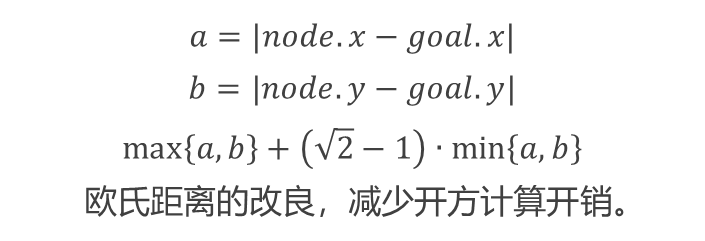 a = |node.x − goal.x|
b = |node.y − goal.y|
max{a, b} + (√2 − 1) · min{a, b}
欧氏距离的改良，减少开方计算开销。